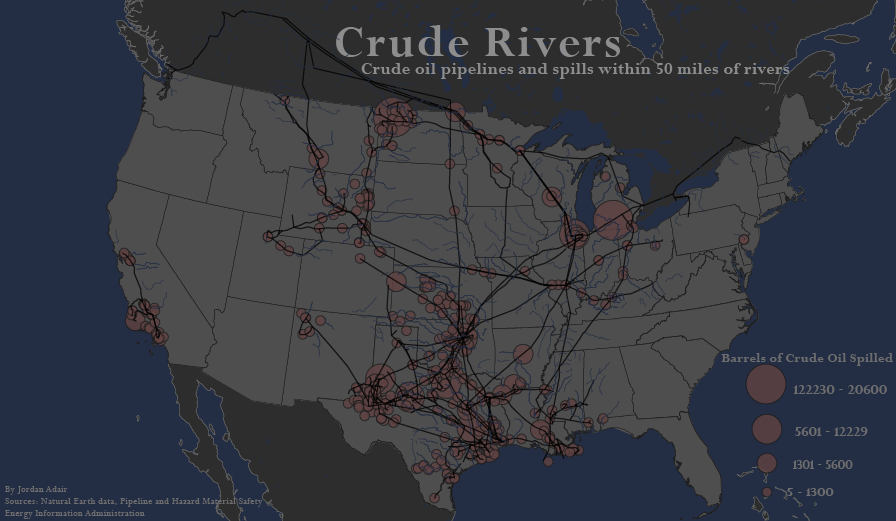 Crude Rivers
Crude oil pipelines and spills within 50 miles of rivers
Barrels of Crude Oil Spilled
122230 - 20600
5601 - 12229
1301 - 5600
5 - 1300
By Jordan Adair
Sources: Natural Earth data, Pipeline and Hazard Material Safety
Energy Information Administration